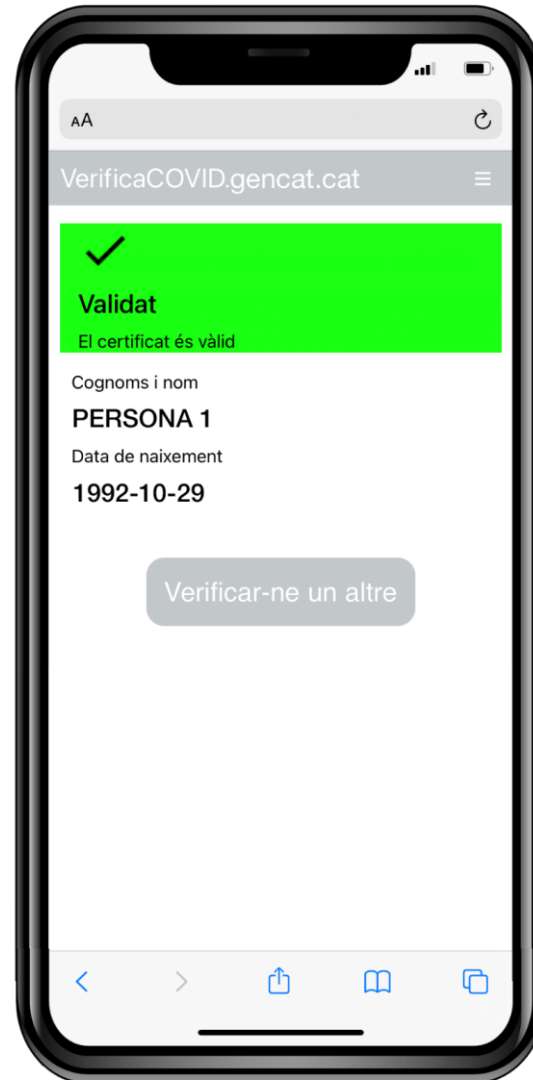 AA
VerificaCOVID.gencat.cat
Validat
El certificat és vàlid
Cognoms i nom
PERSONA 1
Data de naixement
1992-10-29
Verificar-ne un altre